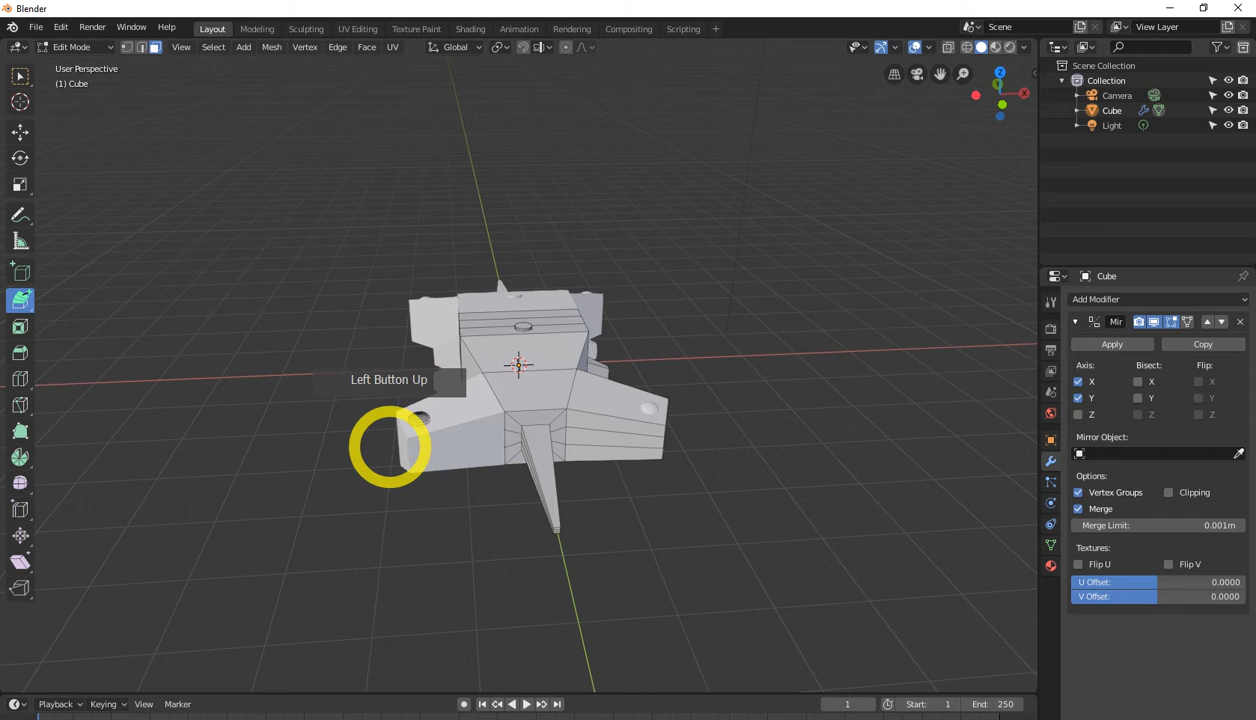 Blender
File Edit Render Window Help Layout Modeling Sculpting UV Editing Texture Paint Shading Animation Rendering Compositing Scripting + Scene View Layer
Edit Mode View Select Add Mesh Vertex Edge Face UV Global
User Perspective
(1) Cube
Z
Y
X
Scene Collection
Collection
Camera
Cube
Light
Cube
Add Modifier
Mir
Apply Copy
Axis: Bisect: Flip:
X X X
Y Y Y
Z Z Z
Mirror Object:
Options:
Vertex Groups Clipping
Merge
Merge Limit: 0.001m
Textures:
Flip U Flip V
U Offset: 0.0000
V Offset: 0.0000
Left Button Up
Playback Keying View Marker 1 Start: 1 End: 250